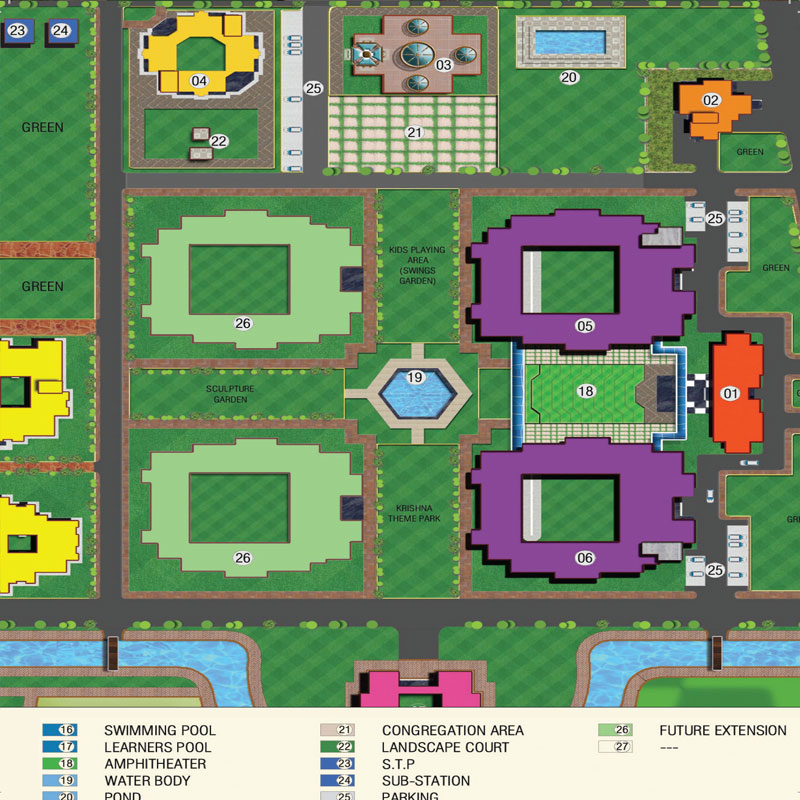 23
24
04
03
25
20
02
GREEN
22
21
GREEN
25
KIDS PLAYING
AREA
(SWINGS
GARDEN)
GREEN
GREEN
26
05
19
SCULPTURE
GARDEN
18
01
KRISHNA
THEME PARK
26
06
25
16 SWIMMING POOL
17 LEARNERS POOL
18 AMPHITHEATER
19 WATER BODY
20 POND
21 CONGREGATION AREA
22 LANDSCAPE COURT
23 S.T.P
24 SUB-STATION
25 PARKING
26 FUTURE EXTENSION
27 ---